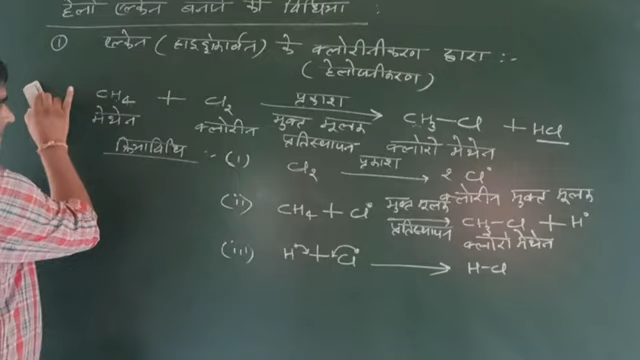 हेलो एल्केन बनाने की विधियां :
① एल्केन (हाइड्रोकार्बन) के क्लोरीनीकरण द्वारा :-
(हेलोजनीकरण)
CH4 + Cl2 प्रकाश ⟶ CH3-Cl + HCl
मेथेन क्लोरीन मुक्त मूलक प्रतिस्थापन क्लोरो मेथेन
क्रियाविधि :- (i) Cl2 प्रकाश ⟶ 2 Cl•
क्लोरीन मुक्त मूलक
(ii) CH4 + Cl• मुक्त मूलक ⟶ प्रतिस्थापन CH3-Cl + H•
क्लोरो मेथेन
(iii) H• + Cl• ⟶ H-Cl